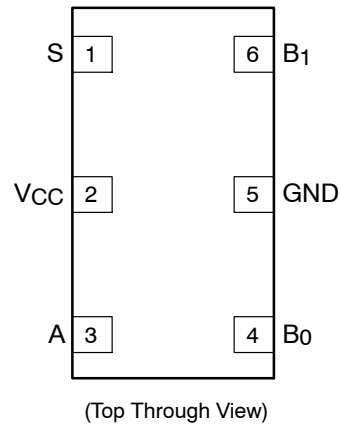 S 1 6 B1
VCC 2 5 GND
A 3 4 B0
(Top Through View)